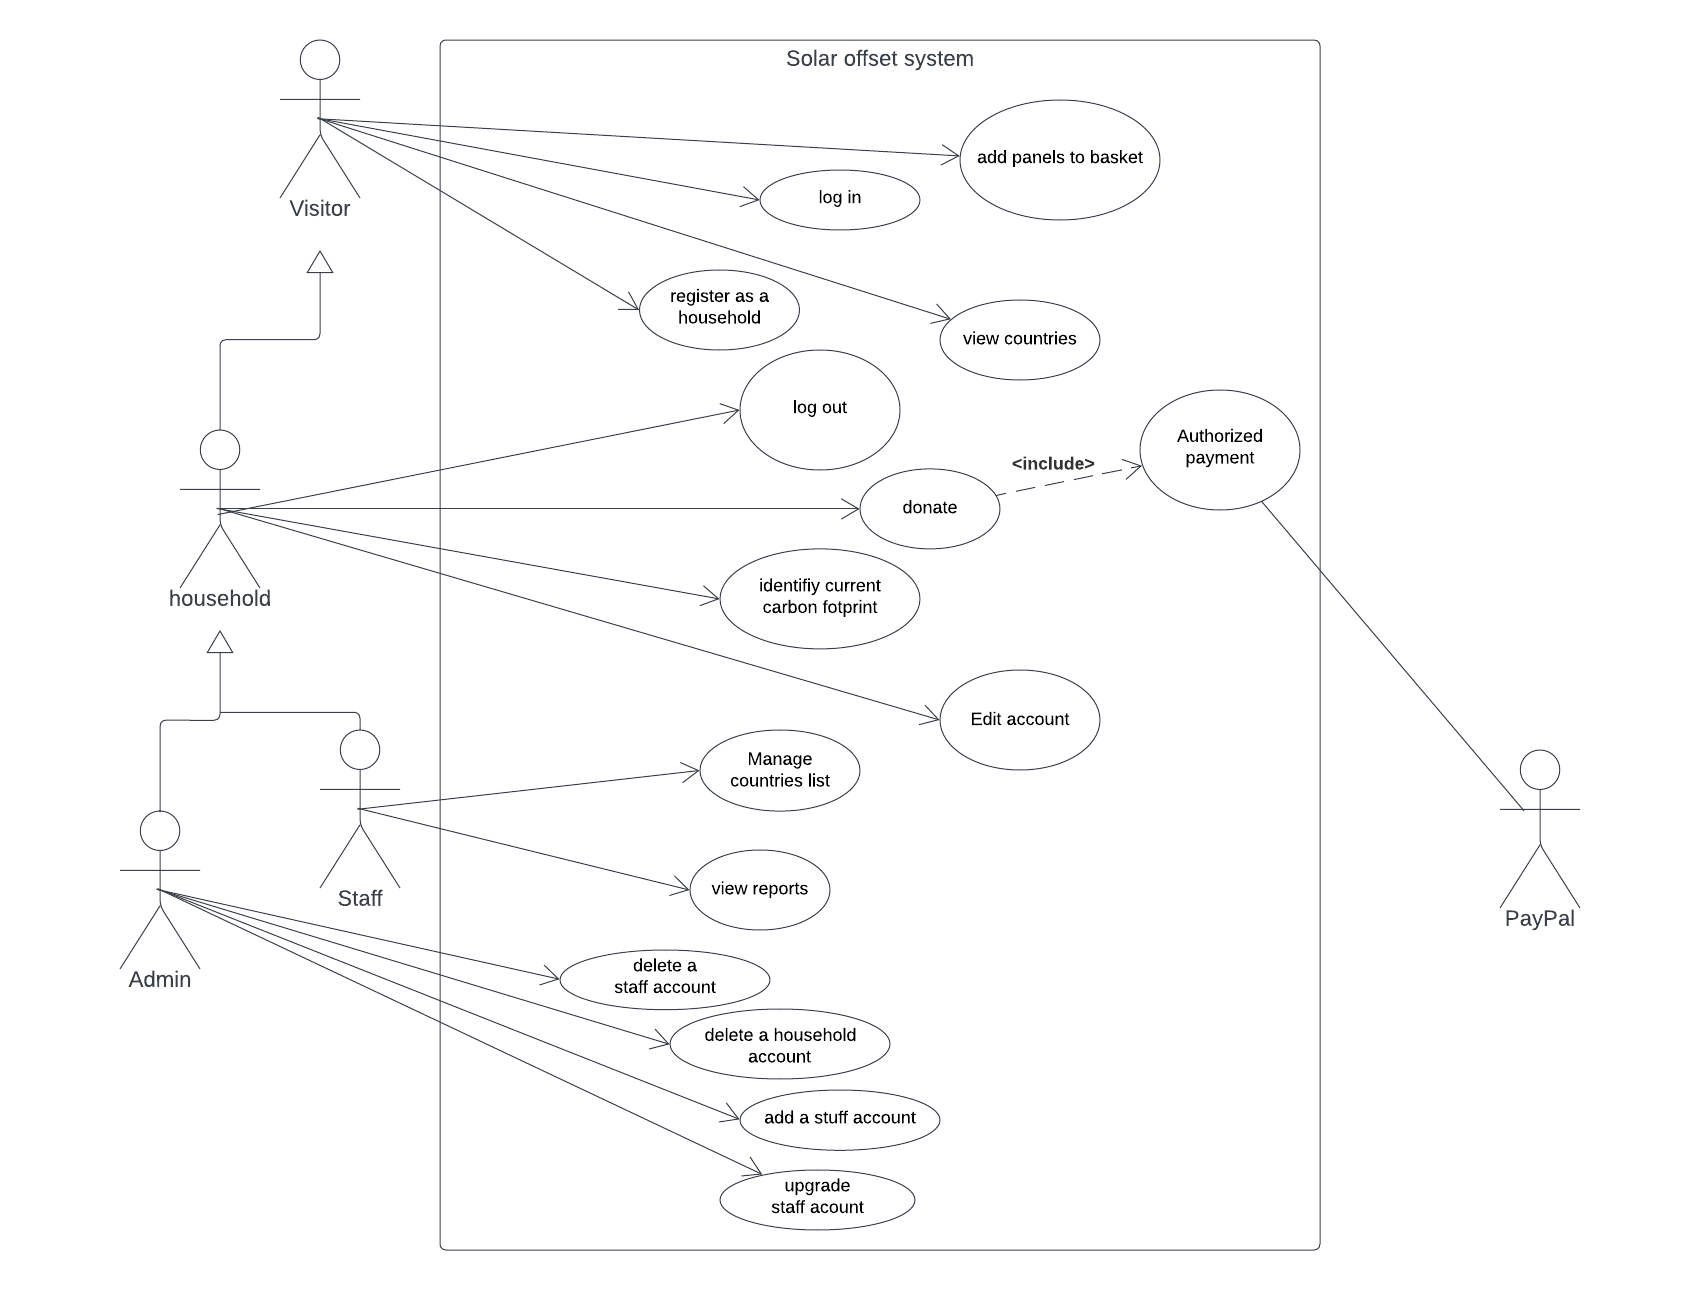 Solar offset system
add panels to basket
log in
Visitor
register as a
household
view countries
log out
Authorized
payment
<include>
donate
identifiy current
carbon fotprint
household
Edit account
Manage
countries list
view reports
Staff
PayPal
Admin
delete a
staff account
delete a household
account
add a stuff account
upgrade
staff acount